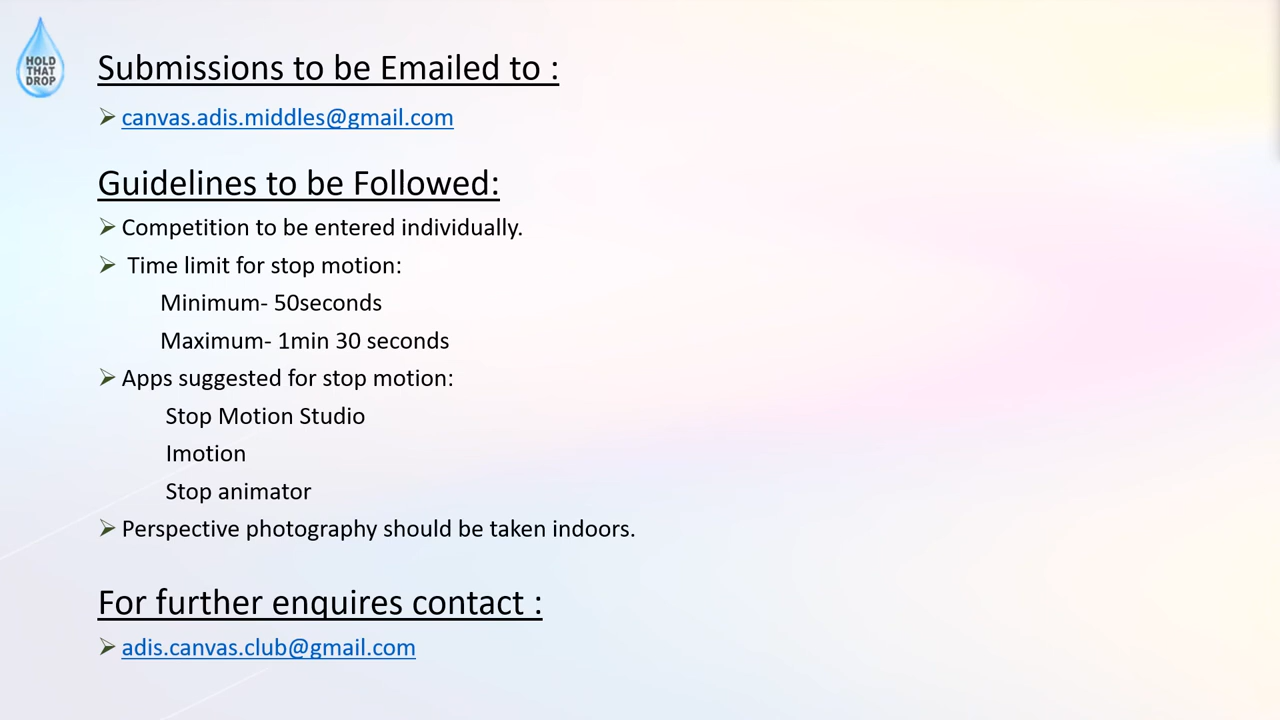 HOLD
THAT
DROP
Submissions to be Emailed to :
canvas.adis.middles@gmail.com
Guidelines to be Followed:
Competition to be entered individually.
Time limit for stop motion:
Minimum- 50seconds
Maximum- 1min 30 seconds
Apps suggested for stop motion:
Stop Motion Studio
Imotion
Stop animator
Perspective photography should be taken indoors.
For further enquires contact :
adis.canvas.club@gmail.com